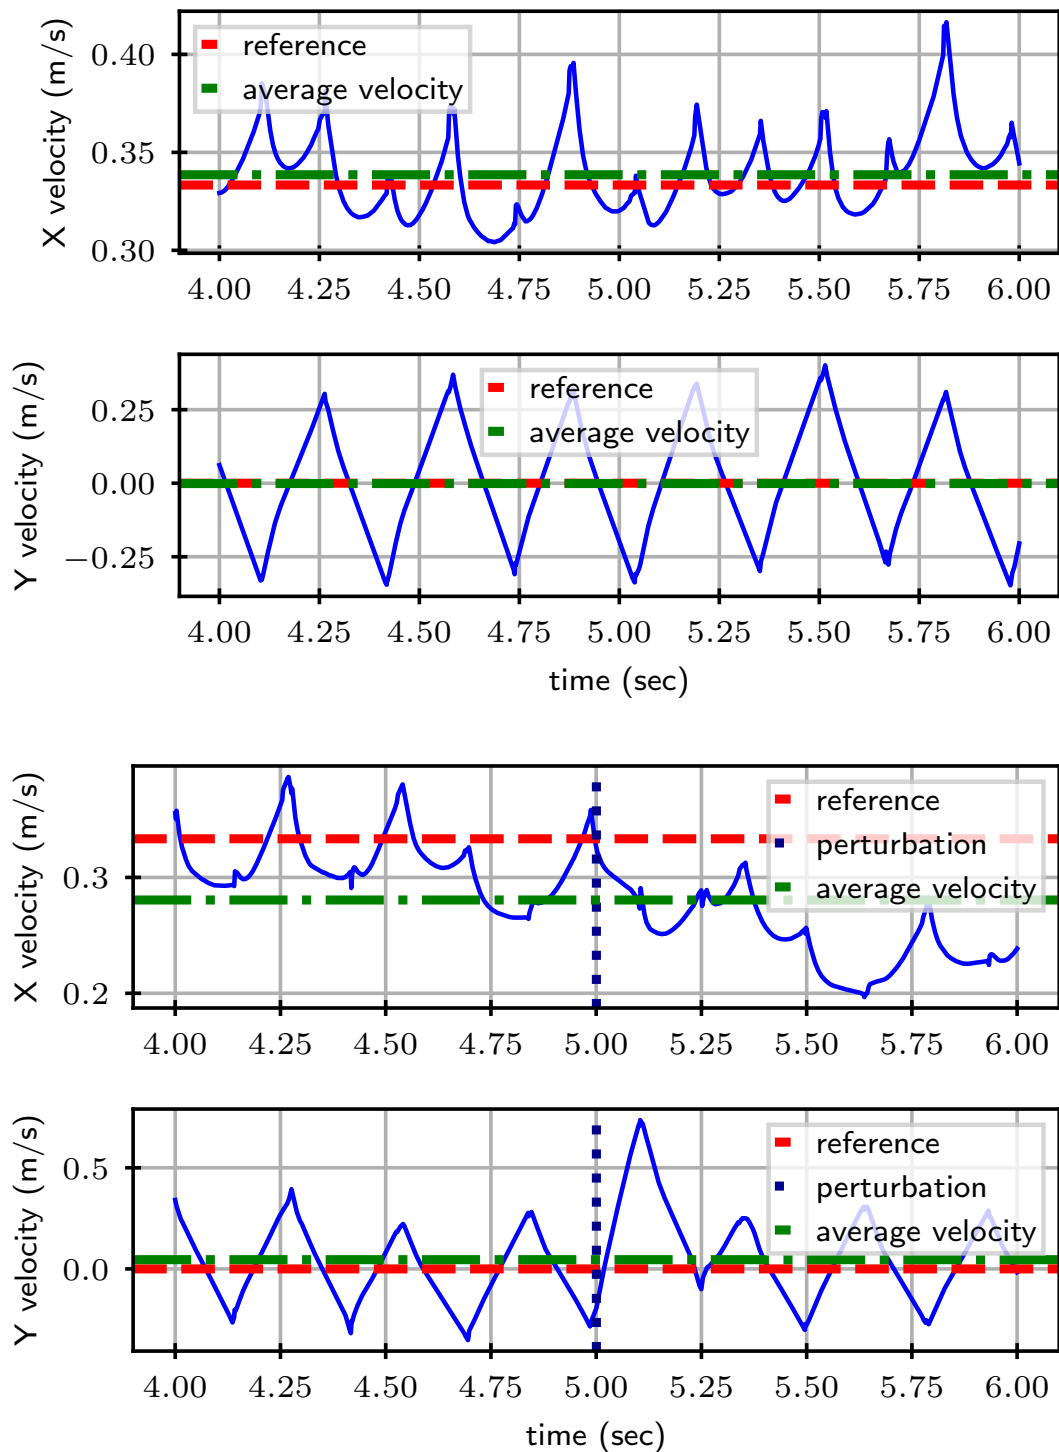 reference
average velocity
X velocity (m/s)
0.40
0.35
0.30
4.00 4.25 4.50 4.75 5.00 5.25 5.50 5.75 6.00
reference
average velocity
Y velocity (m/s)
0.25
0.00
−0.25
4.00 4.25 4.50 4.75 5.00 5.25 5.50 5.75 6.00
time (sec)
reference
perturbation
average velocity
X velocity (m/s)
0.3
0.2
4.00 4.25 4.50 4.75 5.00 5.25 5.50 5.75 6.00
reference
perturbation
average velocity
Y velocity (m/s)
0.5
0.0
4.00 4.25 4.50 4.75 5.00 5.25 5.50 5.75 6.00
time (sec)